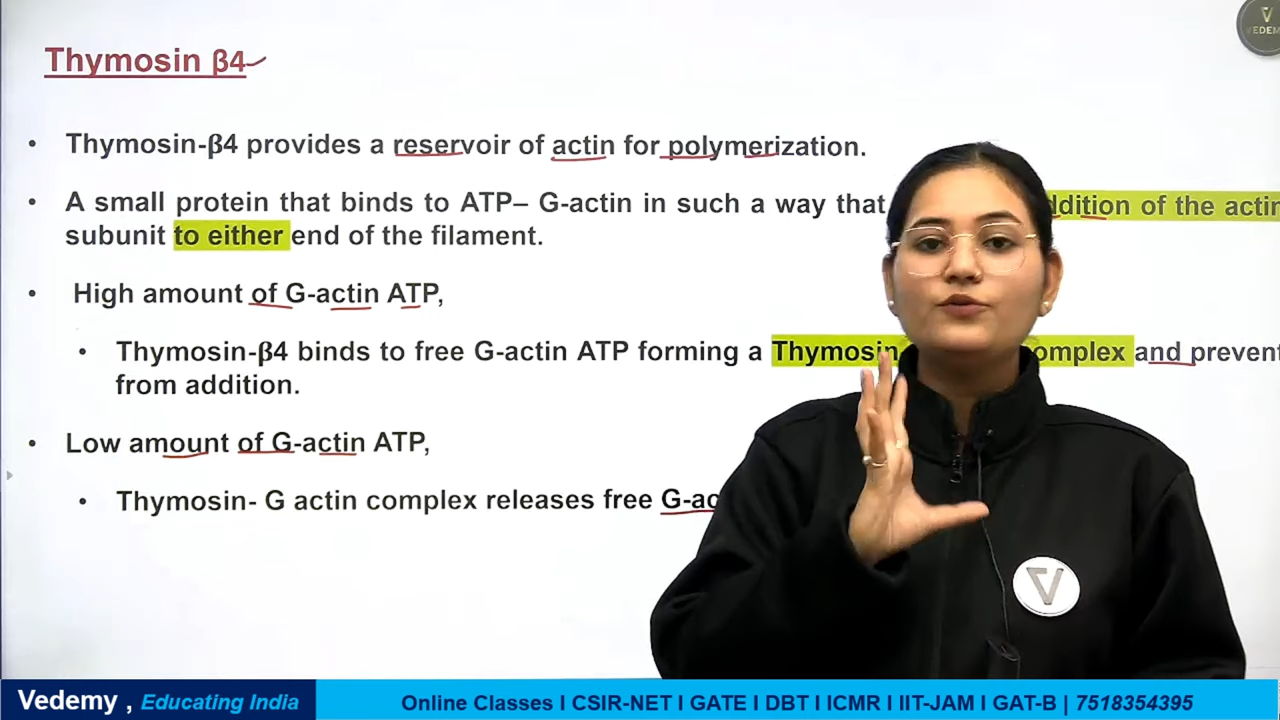 Thymosin β4
VEDEM
• Thymosin-β4 provides a reservoir of actin for polymerization.
• A small protein that binds to ATP– G-actin in such a way that ddition of the actin
subunit to either end of the filament.
• High amount of G-actin ATP,
• Thymosin-β4 binds to free G-actin ATP forming a Thymosin omplex and prevent
from addition.
• Low amount of G-actin ATP,
• Thymosin- G actin complex releases free G-ac
Vedemy , Educating India
Online Classes I CSIR-NET I GATE I DBT I ICMR I IIT-JAM I GAT-B | 7518354395